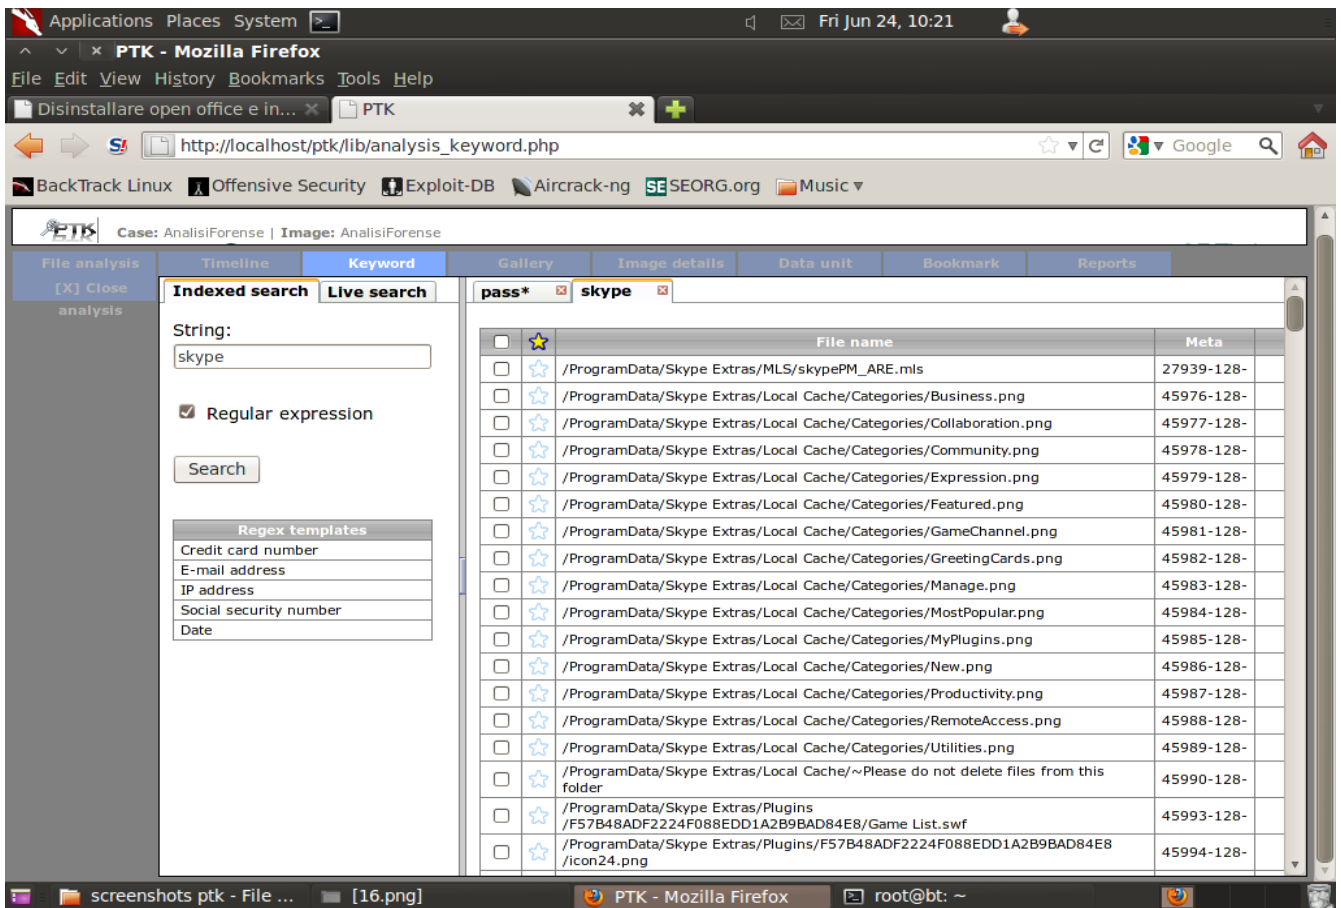 Applications Places System Fri Jun 24, 10:21
PTK - Mozilla Firefox
File Edit View History Bookmarks Tools Help
Disinstallare open office e in... PTK
S! http://localhost/ptk/lib/analysis_keyword.php Google
BackTrack Linux Offensive Security Exploit-DB Aircrack-ng SE SEORG.org Music
PTK Case: AnalisiForense | Image: AnalisiForense
File analysis Timeline Keyword Gallery Image details Data unit Bookmark Reports
[X] Close analysis
Indexed search Live search
String:
skype
Regular expression
Search
Regex templates
Credit card number
E-mail address
IP address
Social security number
Date
pass* skype
File name Meta
/ProgramData/Skype Extras/MLS/skypePM_ARE.mls 27939-128-
/ProgramData/Skype Extras/Local Cache/Categories/Business.png 45976-128-
/ProgramData/Skype Extras/Local Cache/Categories/Collaboration.png 45977-128-
/ProgramData/Skype Extras/Local Cache/Categories/Community.png 45978-128-
/ProgramData/Skype Extras/Local Cache/Categories/Expression.png 45979-128-
/ProgramData/Skype Extras/Local Cache/Categories/Featured.png 45980-128-
/ProgramData/Skype Extras/Local Cache/Categories/GameChannel.png 45981-128-
/ProgramData/Skype Extras/Local Cache/Categories/GreetingCards.png 45982-128-
/ProgramData/Skype Extras/Local Cache/Categories/Manage.png 45983-128-
/ProgramData/Skype Extras/Local Cache/Categories/MostPopular.png 45984-128-
/ProgramData/Skype Extras/Local Cache/Categories/MyPlugins.png 45985-128-
/ProgramData/Skype Extras/Local Cache/Categories/New.png 45986-128-
/ProgramData/Skype Extras/Local Cache/Categories/Productivity.png 45987-128-
/ProgramData/Skype Extras/Local Cache/Categories/RemoteAccess.png 45988-128-
/ProgramData/Skype Extras/Local Cache/Categories/Utilities.png 45989-128-
/ProgramData/Skype Extras/Local Cache/~Please do not delete files from this
folder 45990-128-
/ProgramData/Skype Extras/Plugins
/F57B48ADF2224F088EDD1A2B9BAD84E8/Game List.swf 45993-128-
/ProgramData/Skype Extras/Plugins/F57B48ADF2224F088EDD1A2B9BAD84E8
/icon24.png 45994-128-
screenshots ptk - File ... [16.png] PTK - Mozilla Firefox root@bt: ~